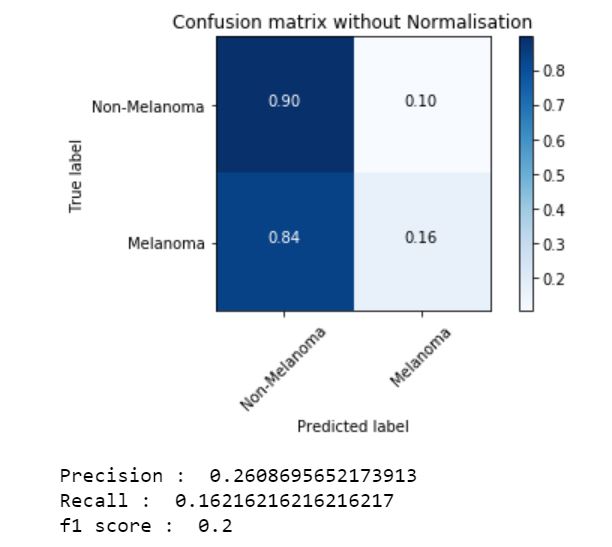 Confusion matrix without Normalisation
Non-Melanoma 0.90 0.10
Melanoma 0.84 0.16
True label
Non-Melanoma Melanoma
Predicted label
0.8
0.7
0.6
0.5
0.4
0.3
0.2
Precision : 0.2608695652173913
Recall : 0.16216216216216217
f1 score : 0.2